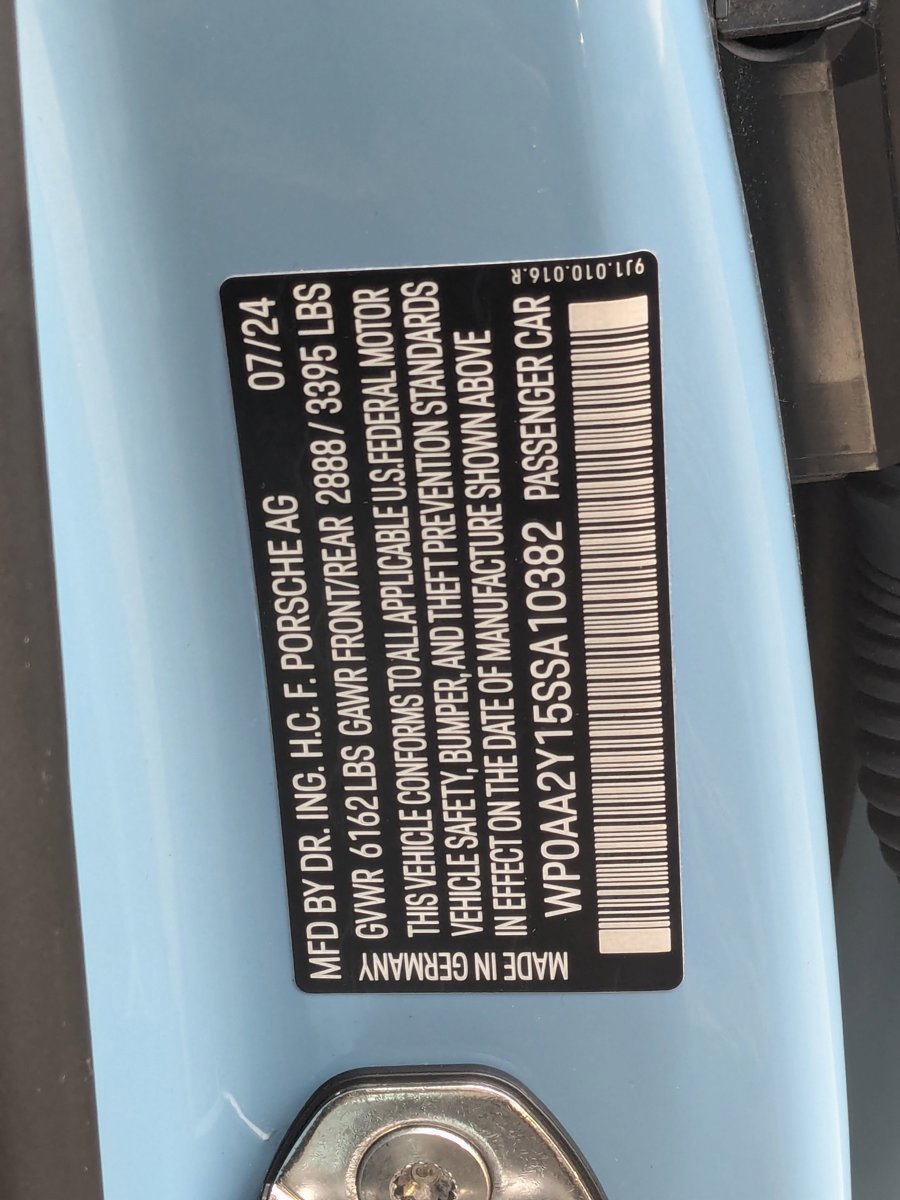 MFD BY DR. ING. H.C. F. PORSCHE AG 07/24
GVWR 6162 LBS GAWR FRONT/REAR 2888 / 3395 LBS
THIS VEHICLE CONFORMS TO ALL APPLICABLE U.S. FEDERAL MOTOR
VEHICLE SAFETY, BUMPER, AND THEFT PREVENTION STANDARDS
IN EFFECT ON THE DATE OF MANUFACTURE SHOWN ABOVE
WP0AA2Y15SSA10382 PASSENGER CAR
MADE IN GERMANY
9J1.010.016.R